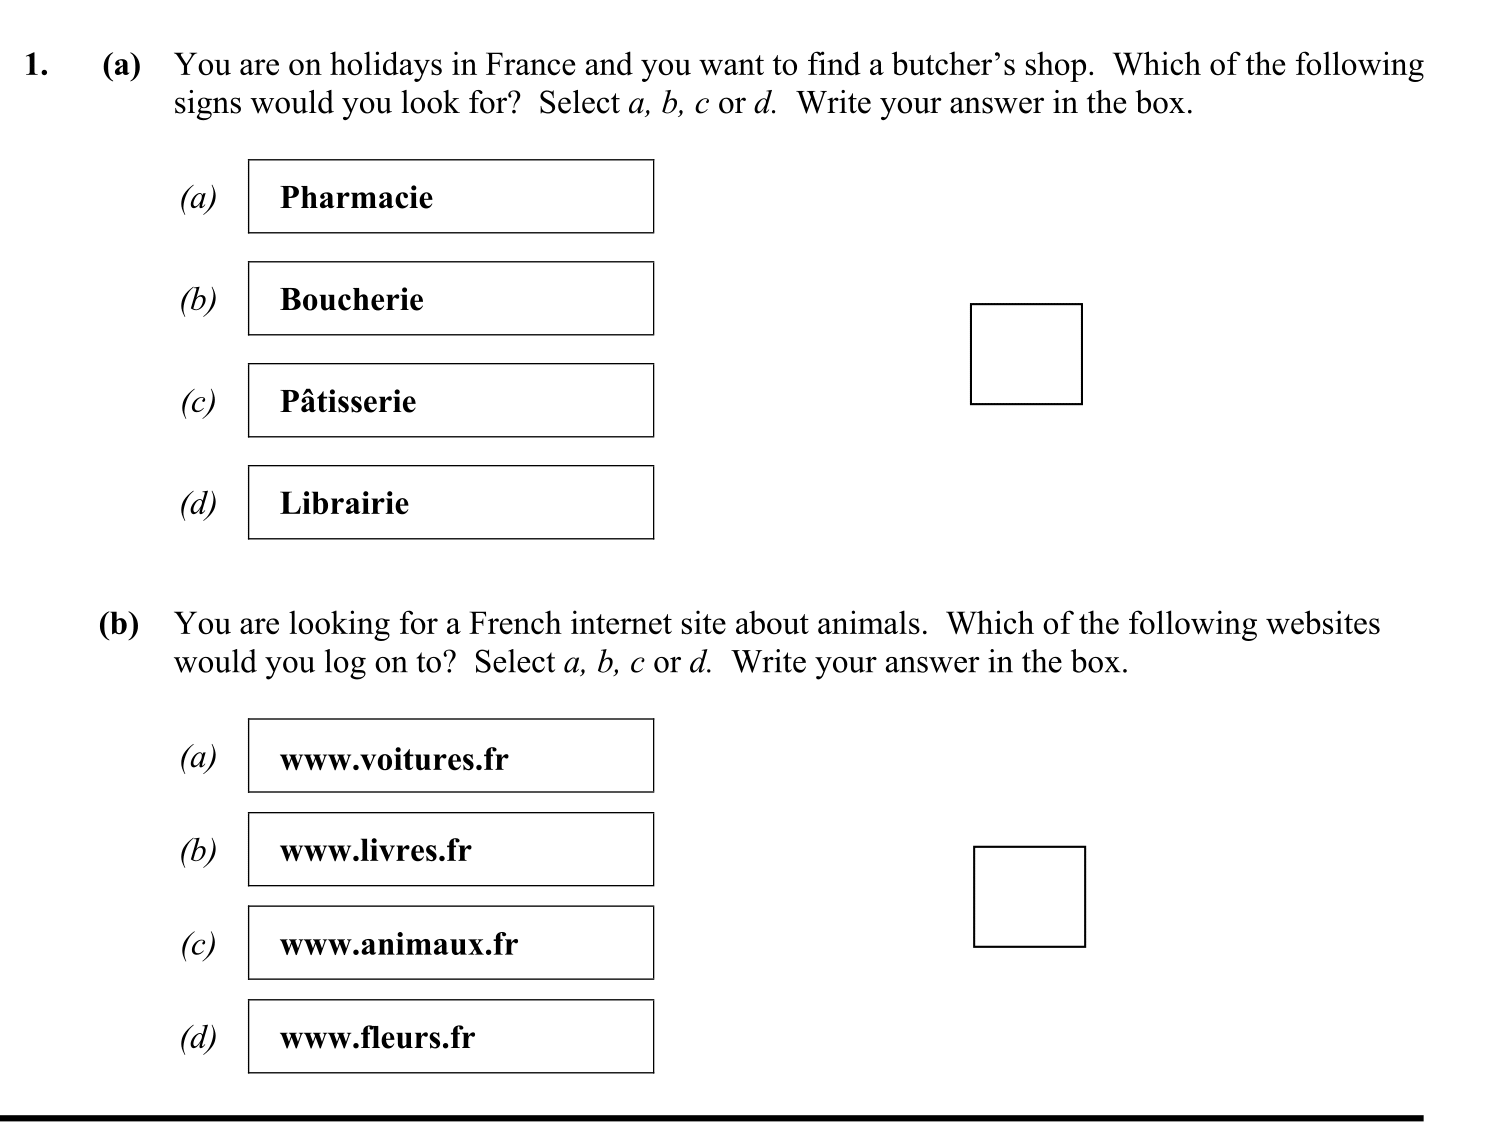 1. (a) You are on holidays in France and you want to find a butcher’s shop. Which of the following
signs would you look for? Select a, b, c or d. Write your answer in the box.
(a) Pharmacie
(b) Boucherie
(c) Pâtisserie
(d) Librairie
(b) You are looking for a French internet site about animals. Which of the following websites
would you log on to? Select a, b, c or d. Write your answer in the box.
(a) www.voitures.fr
(b) www.livres.fr
(c) www.animaux.fr
(d) www.fleurs.fr